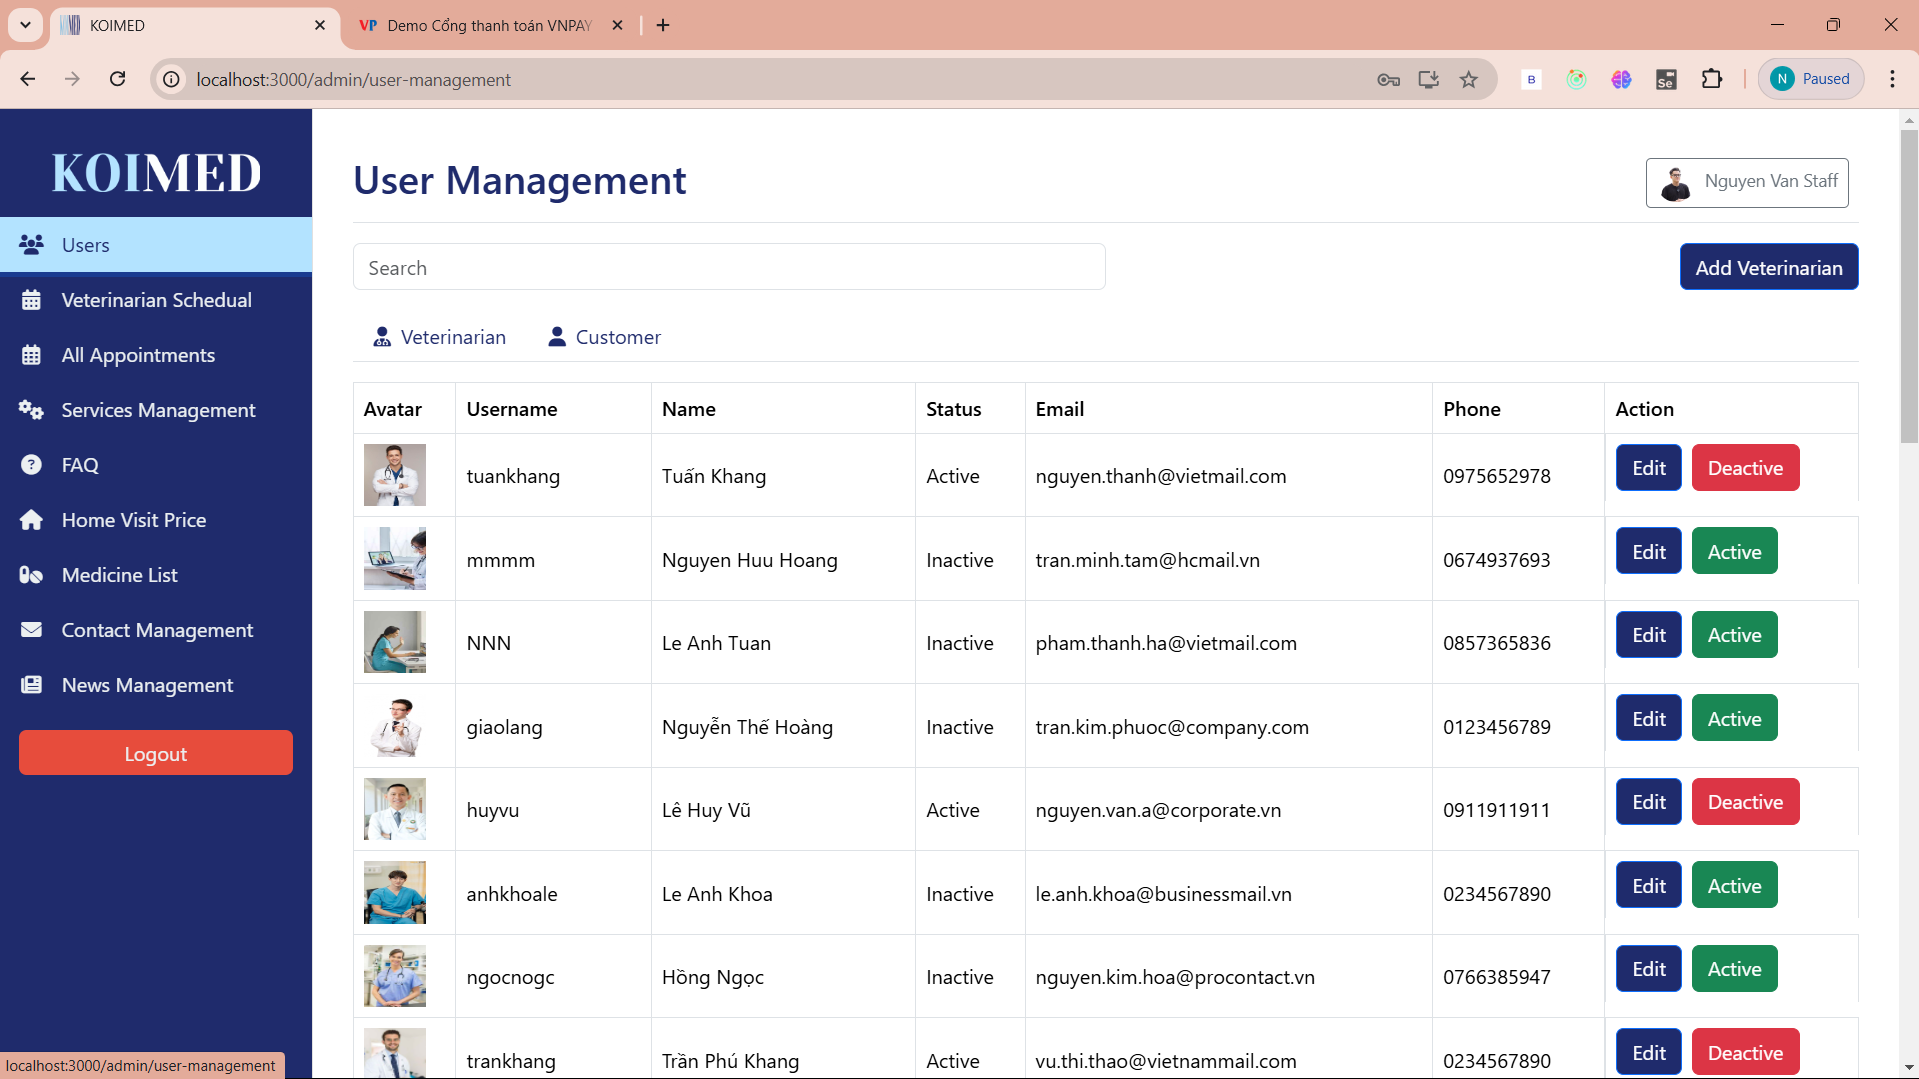 KOIMED
VP Demo Cổng thanh toán VNPAY
localhost:3000/admin/user-management
B
Se
N Paused
KOIMED
Users
Veterinarian Schedual
All Appointments
Services Management
FAQ
Home Visit Price
Medicine List
Contact Management
News Management
Logout
User Management
Nguyen Van Staff
Search
Add Veterinarian
Veterinarian Customer
Avatar Username Name Status Email Phone Action
tuankhang Tuấn Khang Active nguyen.thanh@vietmail.com 0975652978 Edit Deactive
mmmm Nguyen Huu Hoang Inactive tran.minh.tam@hcmail.vn 0674937693 Edit Active
NNN Le Anh Tuan Inactive pham.thanh.ha@vietmail.com 0857365836 Edit Active
giaolang Nguyễn Thế Hoàng Inactive tran.kim.phuoc@company.com 0123456789 Edit Active
huyvu Lê Huy Vũ Active nguyen.van.a@corporate.vn 0911911911 Edit Deactive
anhkhoale Le Anh Khoa Inactive le.anh.khoa@businessmail.vn 0234567890 Edit Active
ngocnogc Hồng Ngọc Inactive nguyen.kim.hoa@procontact.vn 0766385947 Edit Active
trankhang Trần Phú Khang Active vu.thi.thao@vietnammail.com 0234567890 Edit Deactive
localhost:3000/admin/user-management